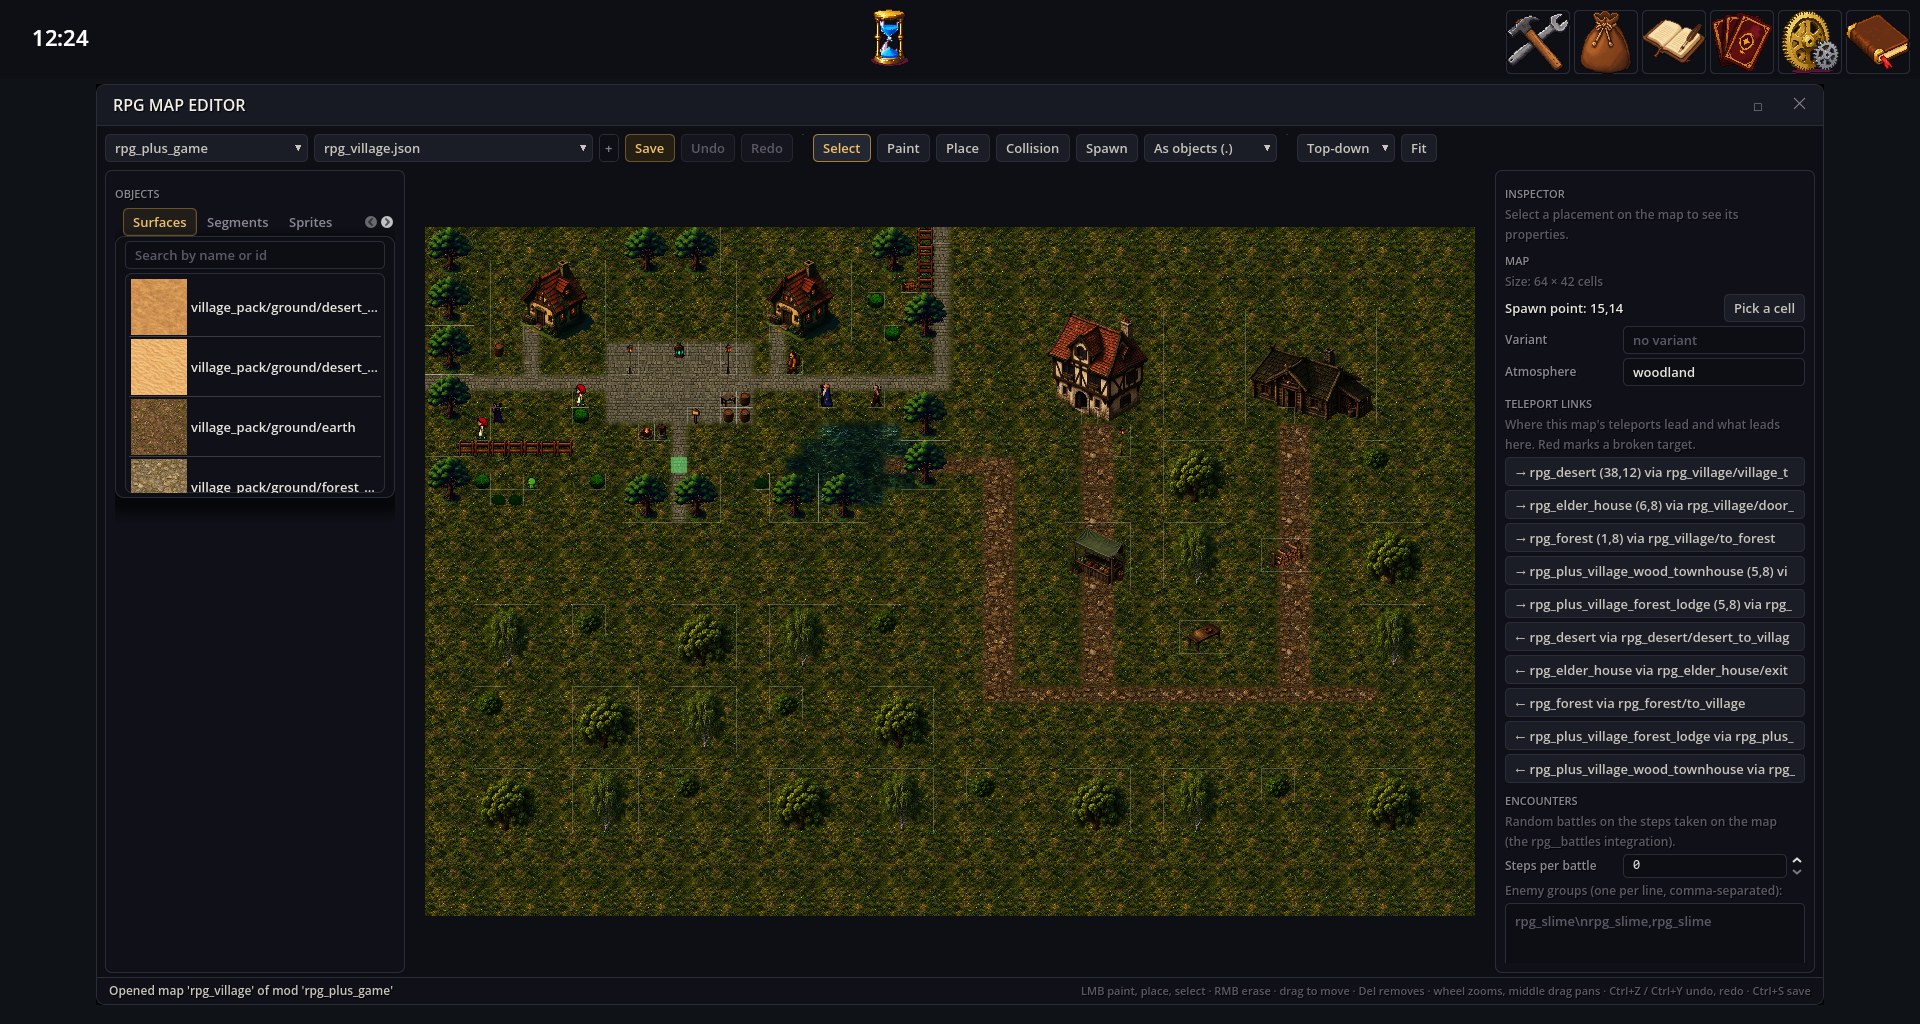 12:24
RPG MAP EDITOR
rpg_plus_game
rpg_village.json
+
Save
Undo
Redo
Select
Paint
Place
Collision
Spawn
As objects (.)
Top-down
Fit
OBJECTS
Surfaces
Segments
Sprites
Search by name or id
village_pack/ground/desert_...
village_pack/ground/desert_...
village_pack/ground/earth
village_pack/ground/forest_...
INSPECTOR
Select a placement on the map to see its
properties.
MAP
Size: 64 × 42 cells
Spawn point: 15,14
Pick a cell
Variant
no variant
Atmosphere
woodland
TELEPORT LINKS
Where this map's teleports lead and what leads
here. Red marks a broken target.
→ rpg_desert (38,12) via rpg_village/village_t
→ rpg_elder_house (6,8) via rpg_village/door_
→ rpg_forest (1,8) via rpg_village/to_forest
→ rpg_plus_village_wood_townhouse (5,8) vi
→ rpg_plus_village_forest_lodge (5,8) via rpg_
← rpg_desert via rpg_desert/desert_to_villag
← rpg_elder_house via rpg_elder_house/exit
← rpg_forest via rpg_forest/to_village
← rpg_plus_village_forest_lodge via rpg_plus_
← rpg_plus_village_wood_townhouse via rpg_
ENCOUNTERS
Random battles on the steps taken on the map
(the rpg__battles integration).
Steps per battle
0
Enemy groups (one per line, comma-separated):
rpg_slime\nrpg_slime,rpg_slime
Opened map 'rpg_village' of mod 'rpg_plus_game'
LMB paint, place, select · RMB erase · drag to move · Del removes · wheel zooms, middle drag pans · Ctrl+Z / Ctrl+Y undo, redo · Ctrl+S save